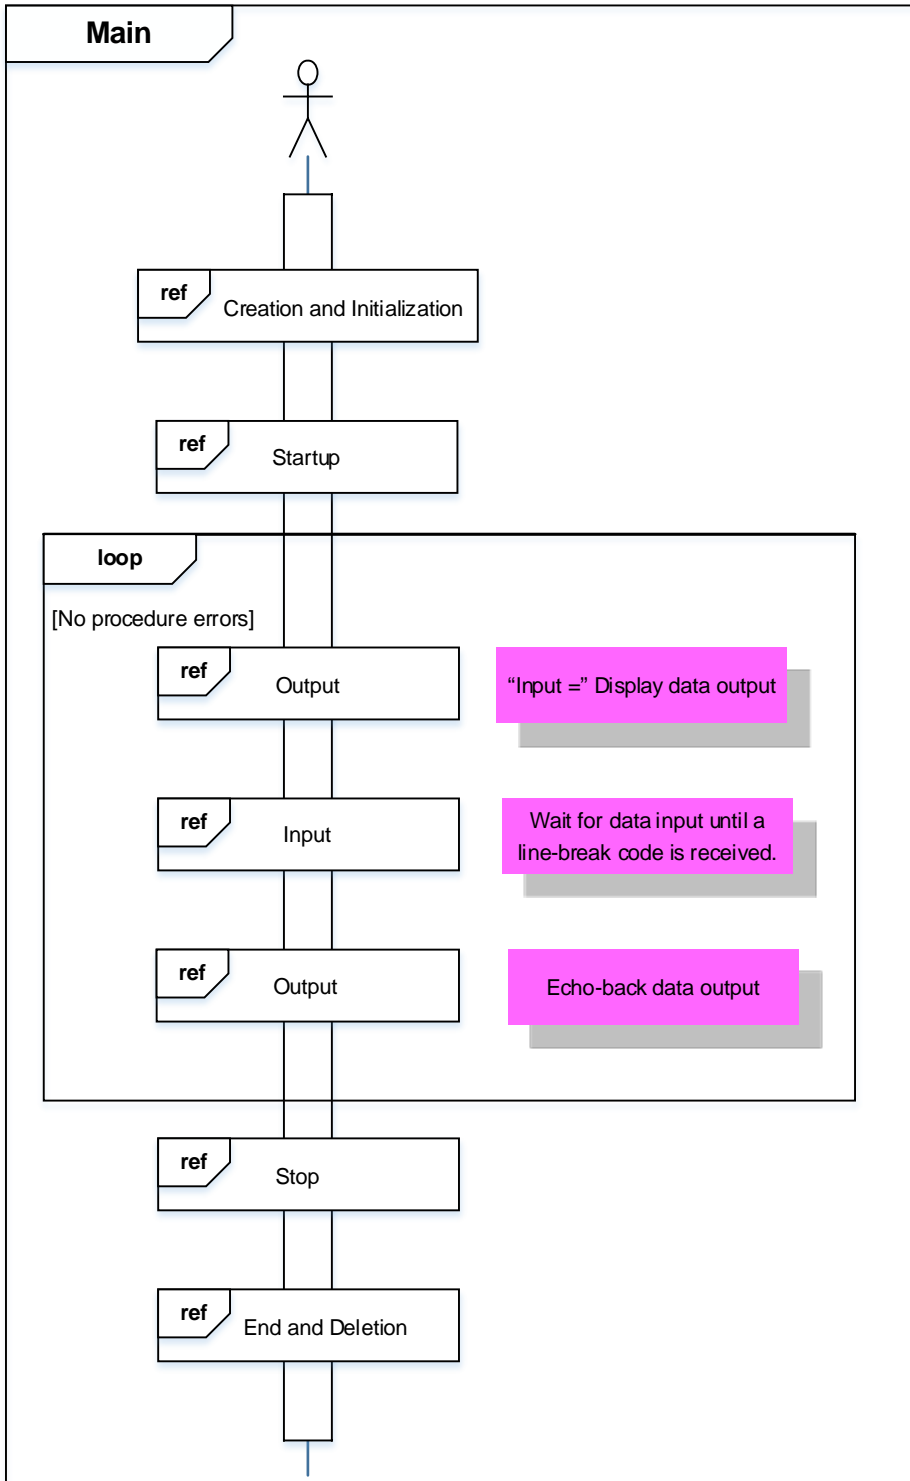 Main
ref
Creation and Initialization
ref
Startup
loop
[No procedure errors]
ref
Output
“Input =” Display data output
ref
Input
Wait for data input until a
line-break code is received.
ref
Output
Echo-back data output
ref
Stop
ref
End and Deletion